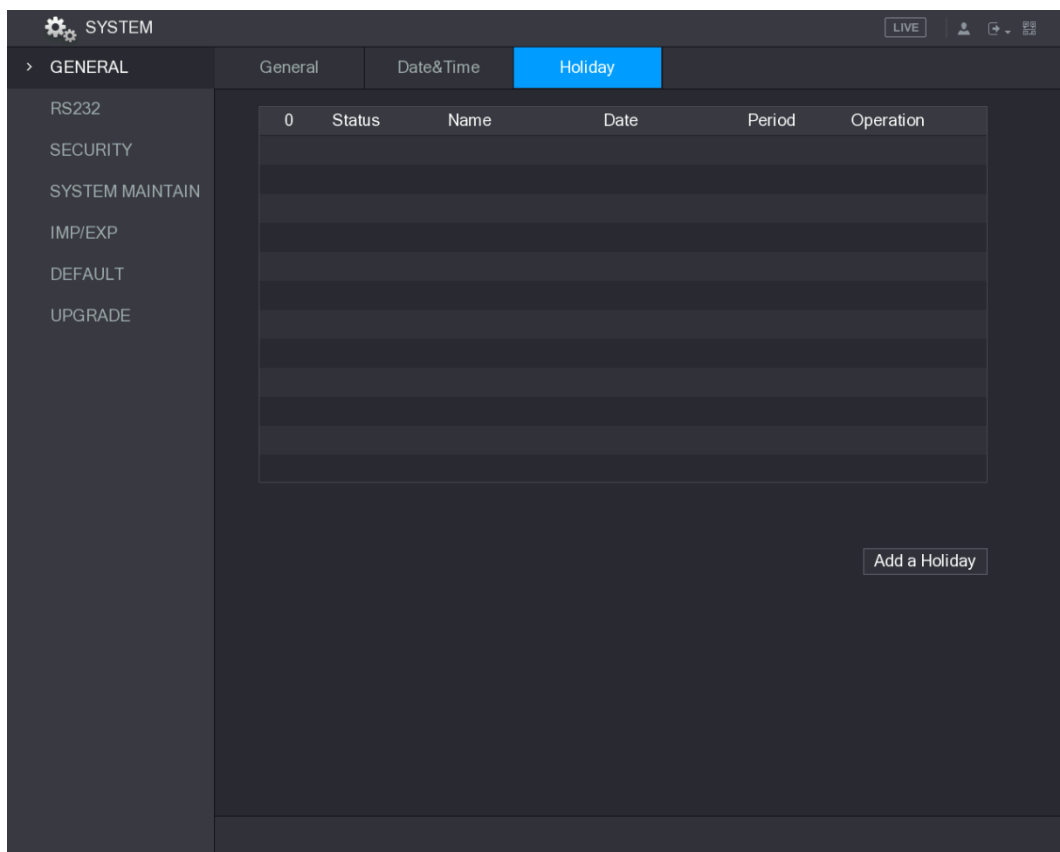 SYSTEM
LIVE
> GENERAL
General Date&Time Holiday
RS232
SECURITY
SYSTEM MAINTAIN
IMP/EXP
DEFAULT
UPGRADE
0 Status Name Date Period Operation
Add a Holiday